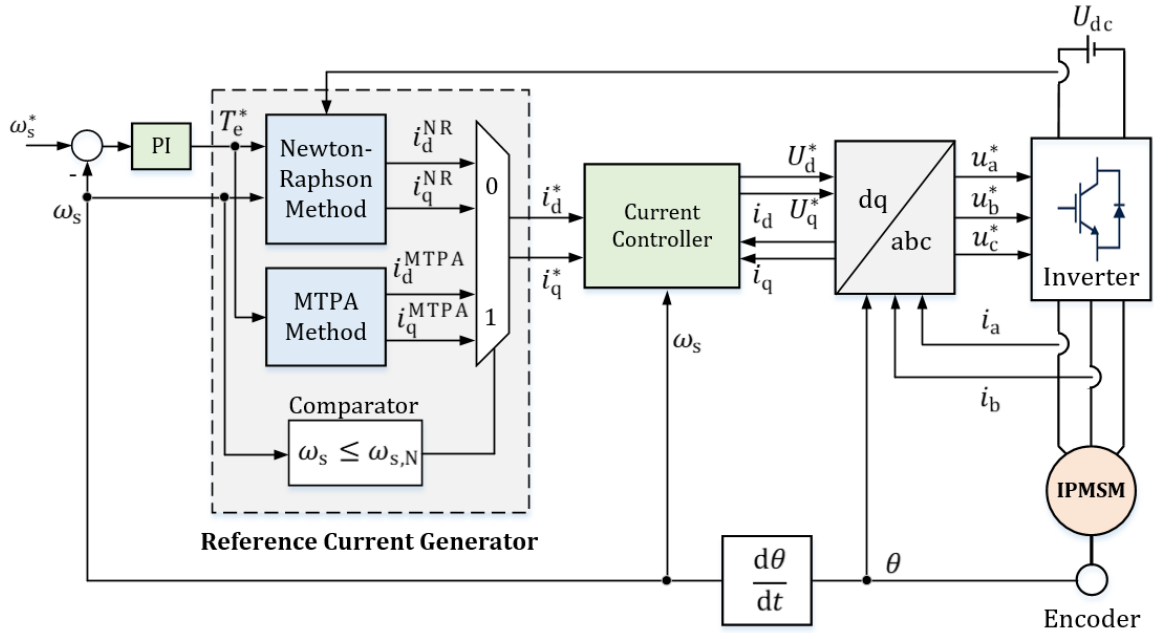 U_dc
ω_s^*
PI
T_e^*
-
ω_s
Newton-
Raphson
Method
i_d^NR
i_q^NR
0
MTPA
Method
i_d^MTPA
i_q^MTPA
1
Comparator
ω_s ≤ ω_s,N
Reference Current Generator
i_d^*
i_q^*
Current
Controller
ω_s
U_d^*
U_q^*
i_d
i_q
dq
abc
u_a^*
u_b^*
u_c^*
Inverter
i_a
i_b
IPMSM
dθ
dt
θ
Encoder